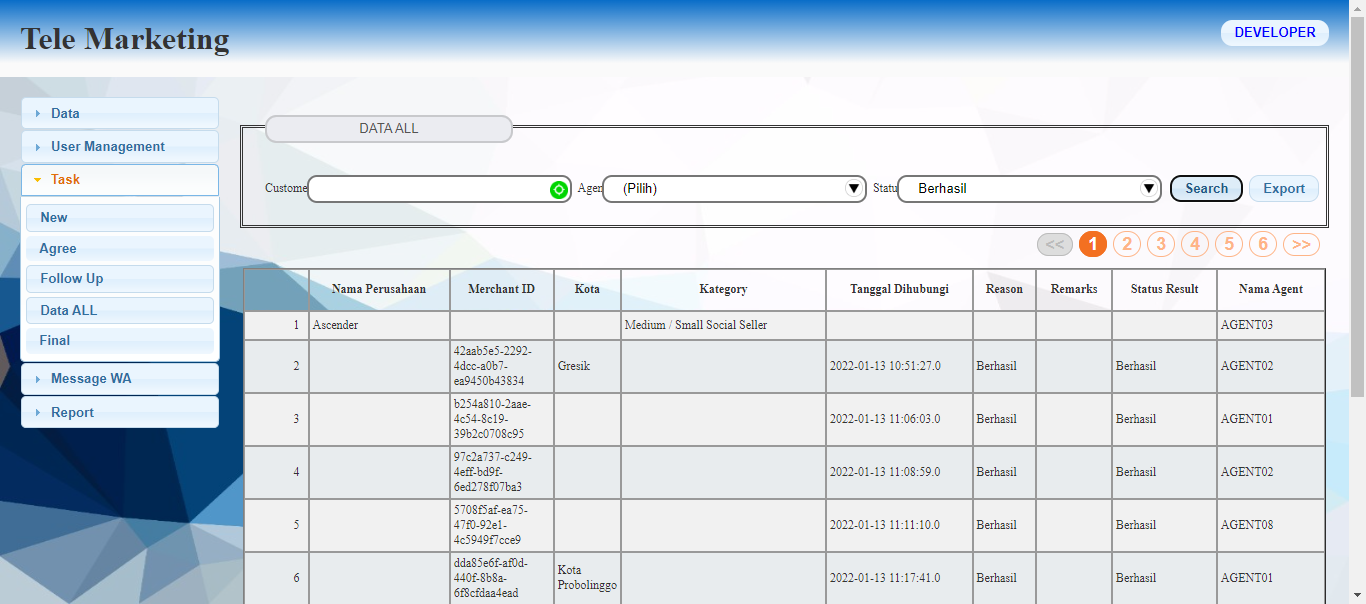 Tele Marketing
DEVELOPER
Data
User Management
Task
New
Agree
Follow Up
Data ALL
Final
Message WA
Report
DATA ALL
Custome
Agen
(Pilih)
Statu
Berhasil
Search
Export
<< 1 2 3 4 5 6 >>
Nama Perusahaan Merchant ID Kota Kategory Tanggal Dihubungi Reason Remarks Status Result Nama Agent
1 Ascender Medium / Small Social Seller AGENT03
42aab5e5-2292-
2 4dcc-a0b7- Gresik 2022-01-13 10:51:27.0 Berhasil Berhasil AGENT02
ea9450b43834
b254a810-2aae-
3 4c54-8c19- 2022-01-13 11:06:03.0 Berhasil Berhasil AGENT01
39b2c0708c95
97c2a737-c249-
4 4eff-bd9f- 2022-01-13 11:08:59.0 Berhasil Berhasil AGENT02
6ed278f07ba3
5708f5af-ea75-
5 47f0-92e1- 2022-01-13 11:11:10.0 Berhasil Berhasil AGENT08
4c5949f7cce9
dda85e6f-af0d-
6 440f-8b8a- Kota Probolinggo 2022-01-13 11:17:41.0 Berhasil Berhasil AGENT01
6f8cfdaa4ead